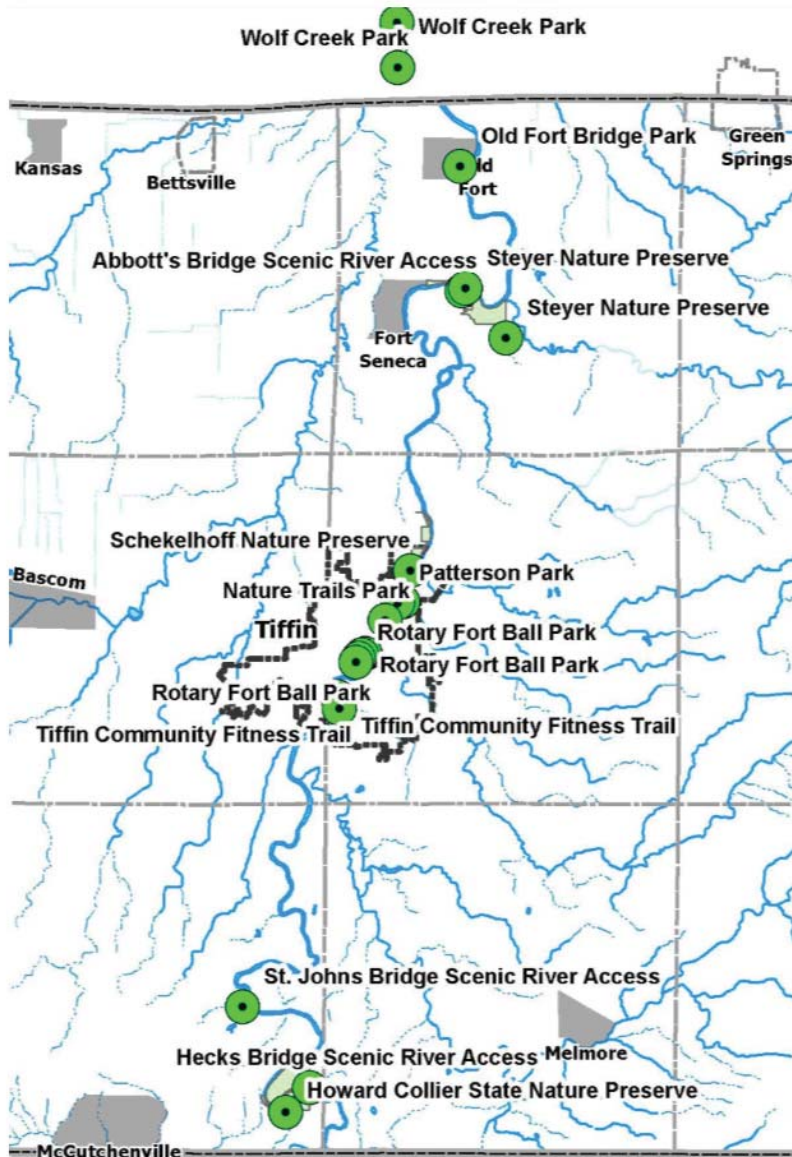 Wolf Creek Park
Wolf Creek Park
Old Fort Bridge Park
Green
Springs
Kansas
Bettsville
Fort
Abbott's Bridge Scenic River Access
Steyer Nature Preserve
Steyer Nature Preserve
Fort
Seneca
Schekelhoff Nature Preserve
Patterson Park
Bascom
Nature Trails Park
Tiffin
Rotary Fort Ball Park
Rotary Fort Ball Park
Rotary Fort Ball Park
Tiffin Community Fitness Trail
Tiffin Community Fitness Trail
St. Johns Bridge Scenic River Access
Melmore
Hecks Bridge Scenic River Access
Howard Collier State Nature Preserve
McCutchenville